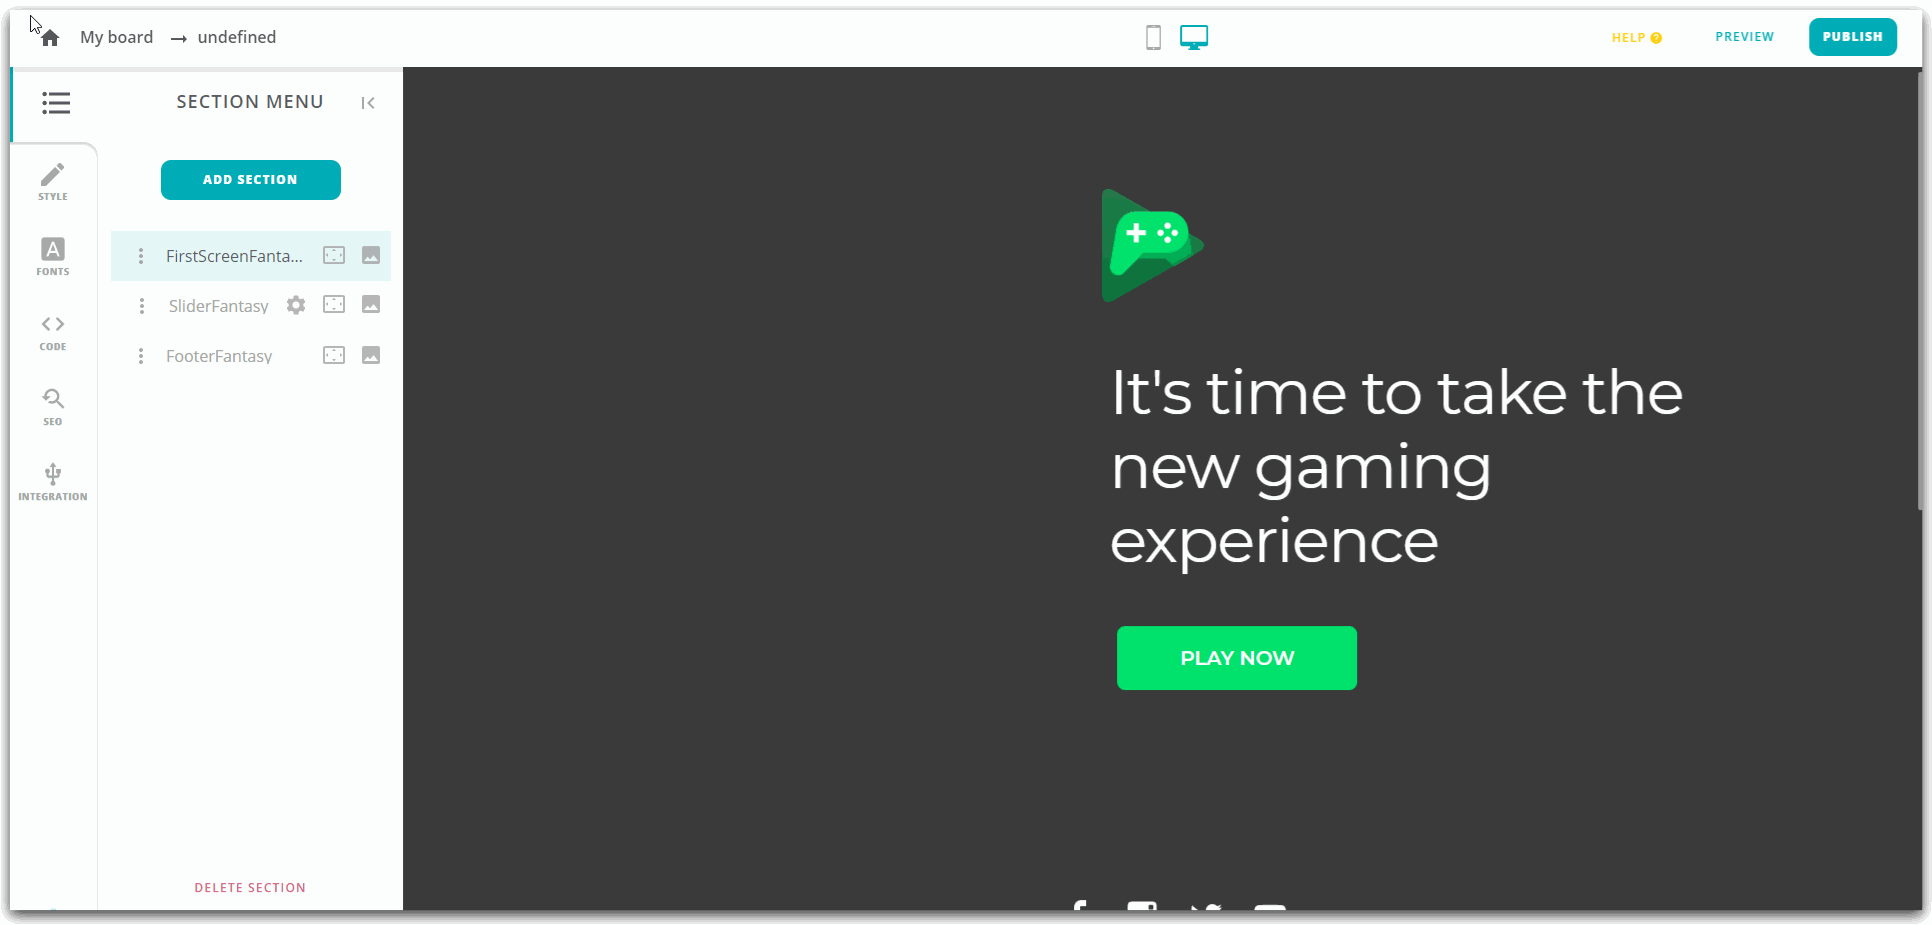 My board → undefined
HELP ?
PREVIEW
PUBLISH
SECTION MENU
ADD SECTION
STYLE
A
FONTS
CODE
SEO
INTEGRATION
FirstScreenFanta...
SliderFantasy
FooterFantasy
DELETE SECTION
It's time to take the
new gaming
experience
PLAY NOW